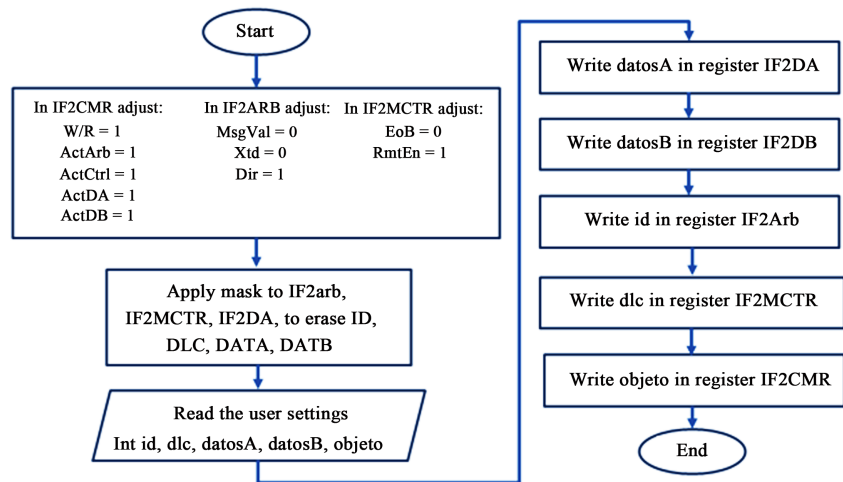 Start
In IF2CMR adjust:
W/R = 1
ActArb = 1
ActCtrl = 1
ActDA = 1
ActDB = 1
In IF2ARB adjust:
MsgVal = 0
Xtd = 0
Dir = 1
In IF2MCTR adjust:
EoB = 0
RmtEn = 1
Apply mask to IF2arb,
IF2MCTR, IF2DA, to erase ID,
DLC, DATA, DATB
Read the user settings
Int id, dlc, datosA, datosB, objeto
Write datosA in register IF2DA
Write datosB in register IF2DB
Write id in register IF2Arb
Write dlc in register IF2MCTR
Write objeto in register IF2CMR
End